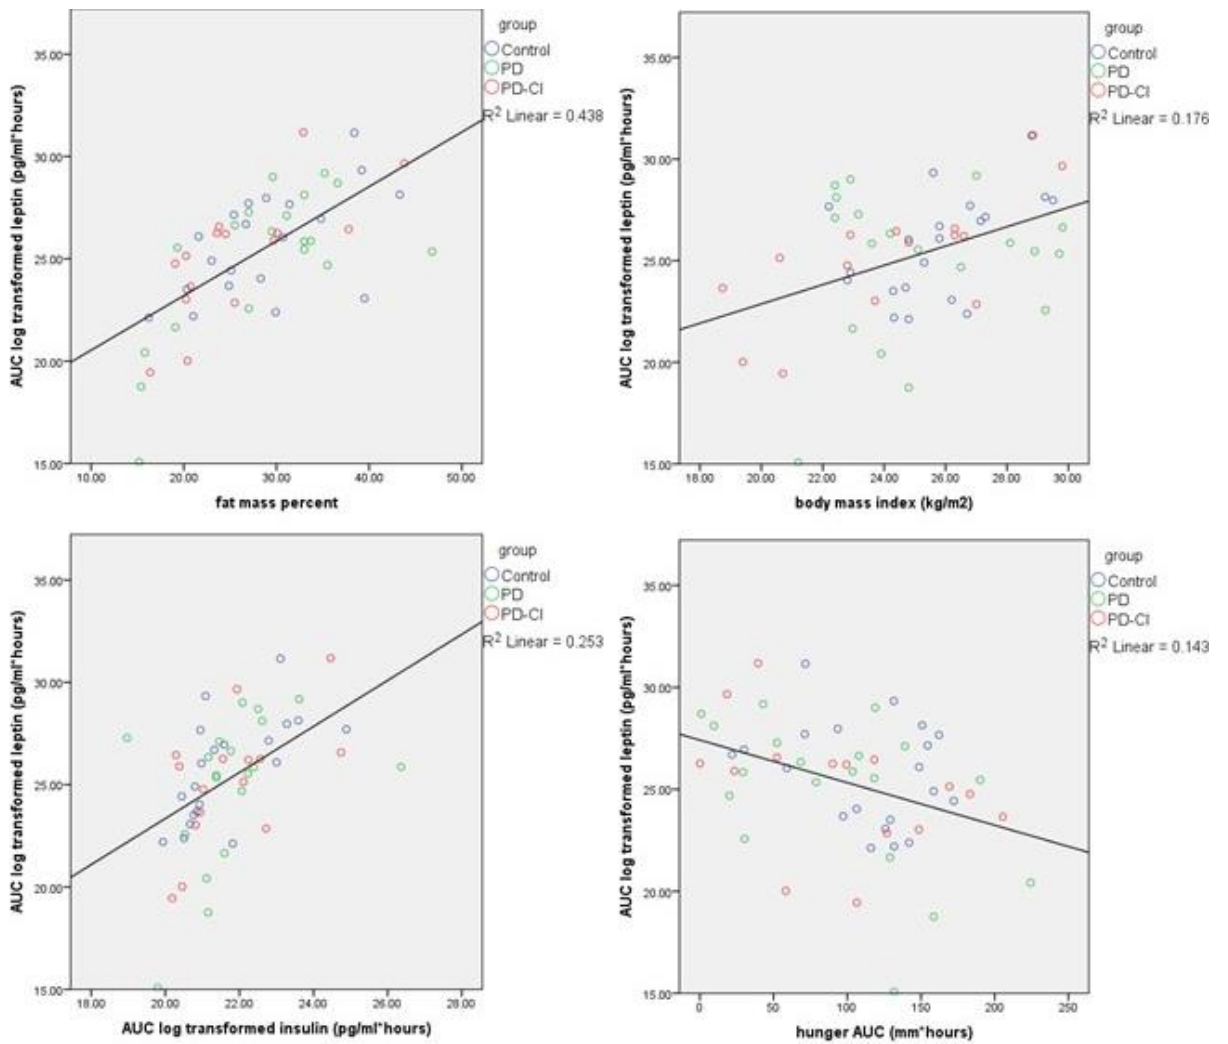 group
Control
PD
PD-CI
R² Linear = 0.438
AUC log transformed leptin (pg/ml*hours)
35.00
30.00
25.00
20.00
15.00
10.00 20.00 30.00 40.00 50.00
fat mass percent
group
Control
PD
PD-CI
R² Linear = 0.176
AUC log transformed leptin (pg/ml*hours)
35.00
30.00
25.00
20.00
15.00
18.00 20.00 22.00 24.00 26.00 28.00 30.00
body mass index (kg/m2)
group
Control
PD
PD-CI
R² Linear = 0.253
AUC log transformed leptin (pg/ml*hours)
35.00
30.00
25.00
20.00
15.00
18.00 20.00 22.00 24.00 26.00 28.00
AUC log transformed insulin (pg/ml*hours)
group
Control
PD
PD-CI
R² Linear = 0.143
AUC log transformed leptin (pg/ml*hours)
35.00
30.00
25.00
20.00
15.00
0 50 100 150 200 250
hunger AUC (mm*hours)